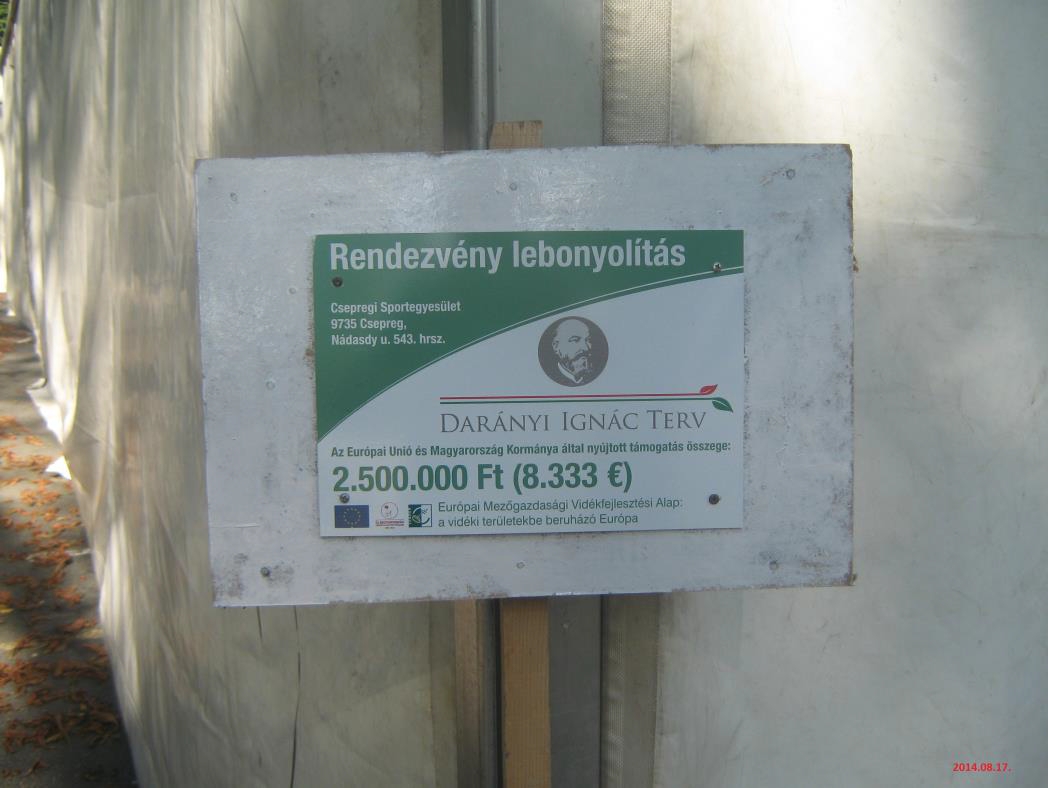 Rendezvény lebonyolítás
Csepregi Sportegyesület
9735 Csepreg,
Nádasdy u. 543. hrsz.
DARÁNYI IGNÁC TERV
Az Európai Unió és Magyarország Kormánya által nyújtott támogatás összege:
2.500.000 Ft (8.333 €)
Európai Mezőgazdasági Vidékfejlesztési Alap:
a vidéki területekbe beruházó Európa
2014.08.17.